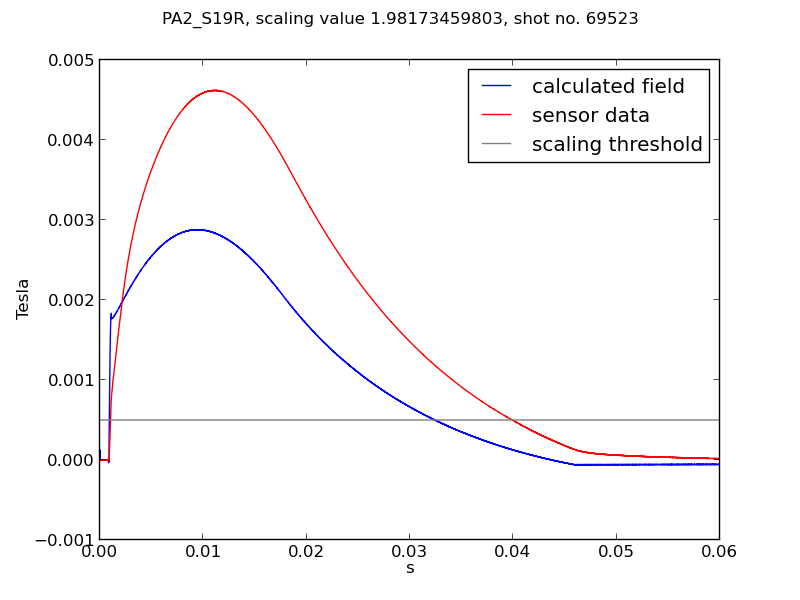 PA2_S19R, scaling value 1.98173459803, shot no. 69523
0.005
0.004
0.003
0.002
0.001
0.000
−0.001
Tesla
calculated field
sensor data
scaling threshold
0.00
0.01
0.02
0.03
0.04
0.05
0.06
s